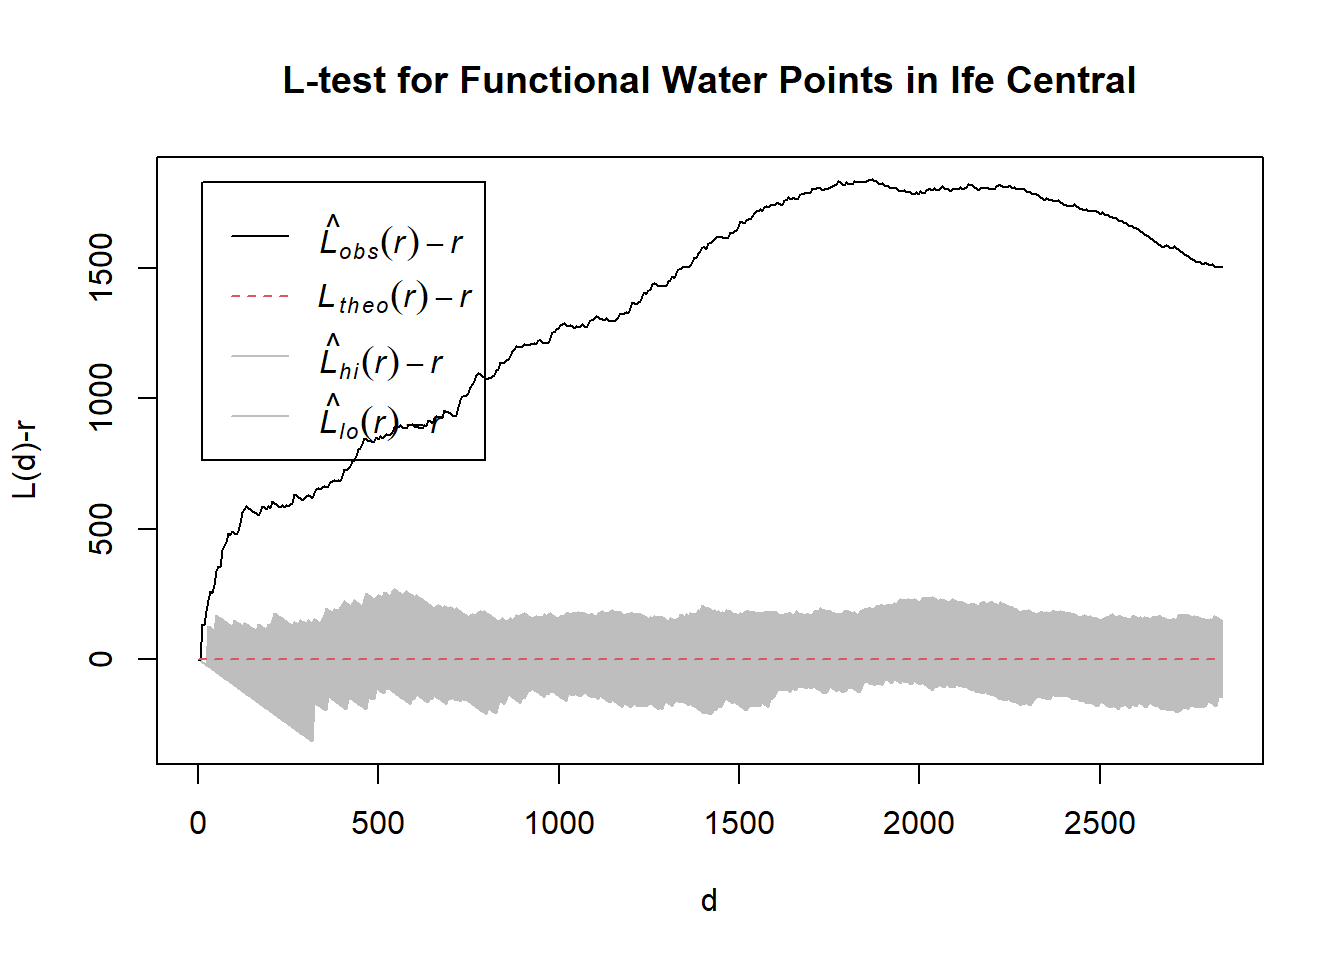 L-test for Functional Water Points in Ife Central
L̂obs(r) – r
Ltheo(r) – r
L̂hi(r) – r
L̂lo(r) – r
L(d)-r
0
500
1000
1500
0 500 1000 1500 2000 2500
d